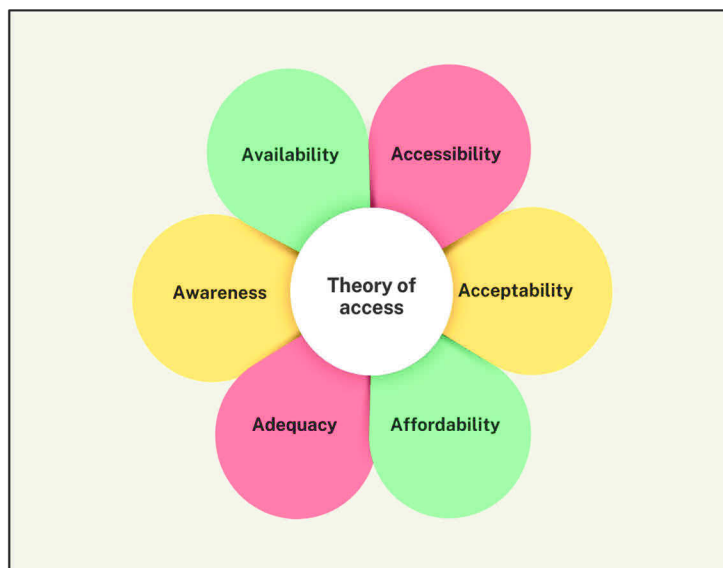 Availability
Accessibility
Awareness
Theory of
access
Acceptability
Adequacy
Affordability